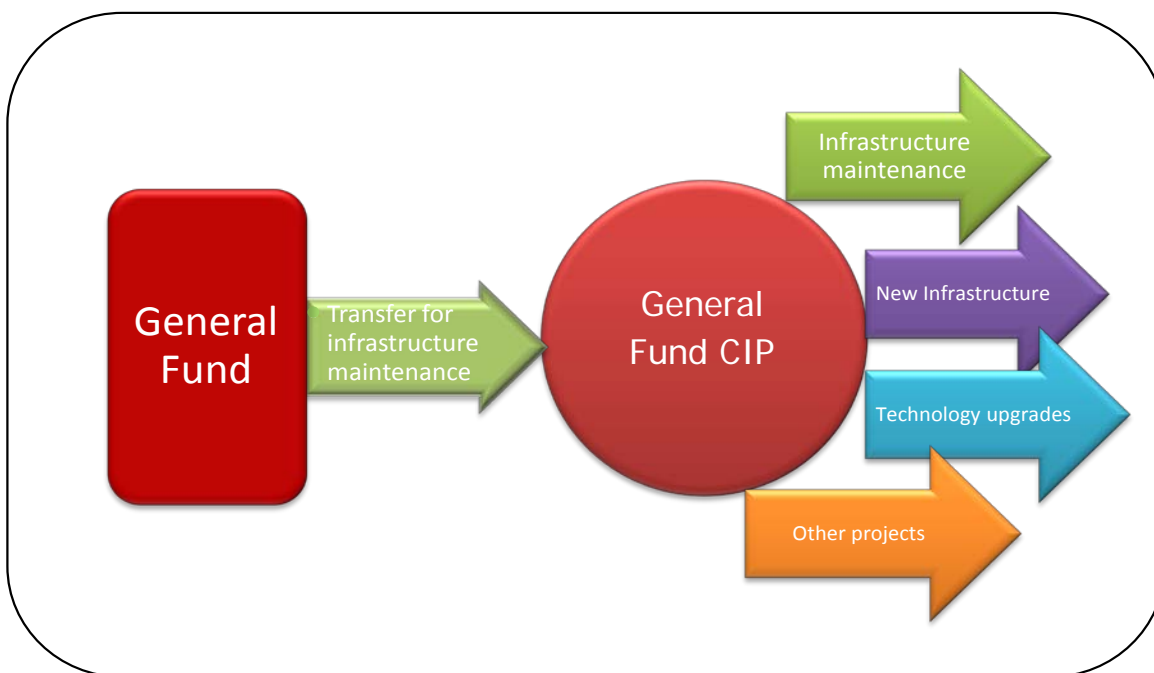 General
Fund
Transfer for
infrastructure
maintenance
General
Fund CIP
Infrastructure
maintenance
New Infrastructure
Technology upgrades
Other projects